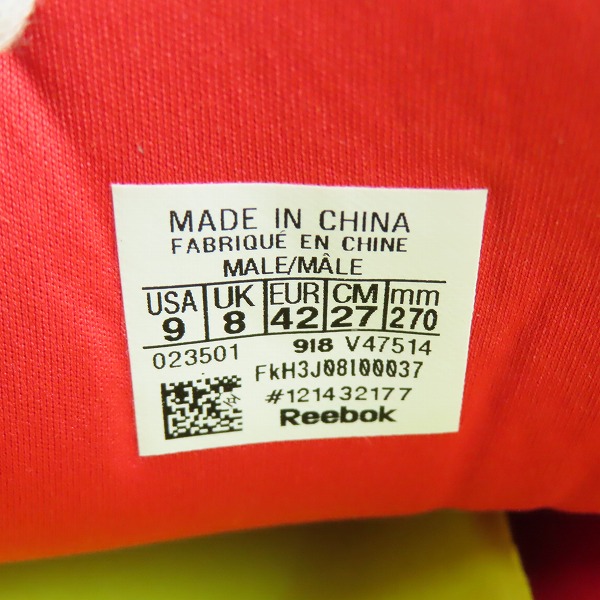 MADE IN CHINA
FABRIQUÉ EN CHINE
MALE/MÂLE
USA UK EUR CM mm
9 8 42 27 270
023501 918 V47514
FkH3J08100037
#121432177
Reebok